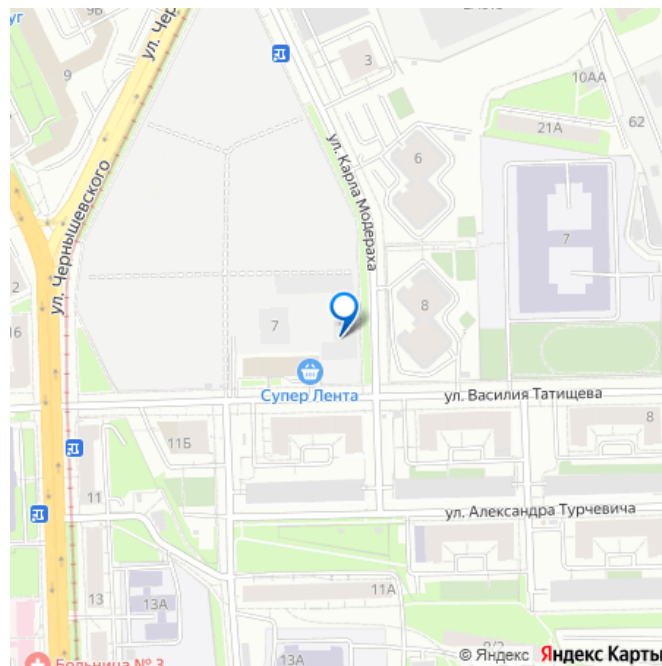 уг
9
ул. Чер
3
10АА
62
21А
6
ул. Карла Модераха
7
ул. Чернышевского
2
16
7
8
Супер Лента
ул. Василия Татищева
11Б
8
11
ул. Александра Турчевича
11А
13
13А
13А
Больница № 3
© Яндекс Яндекс Карты